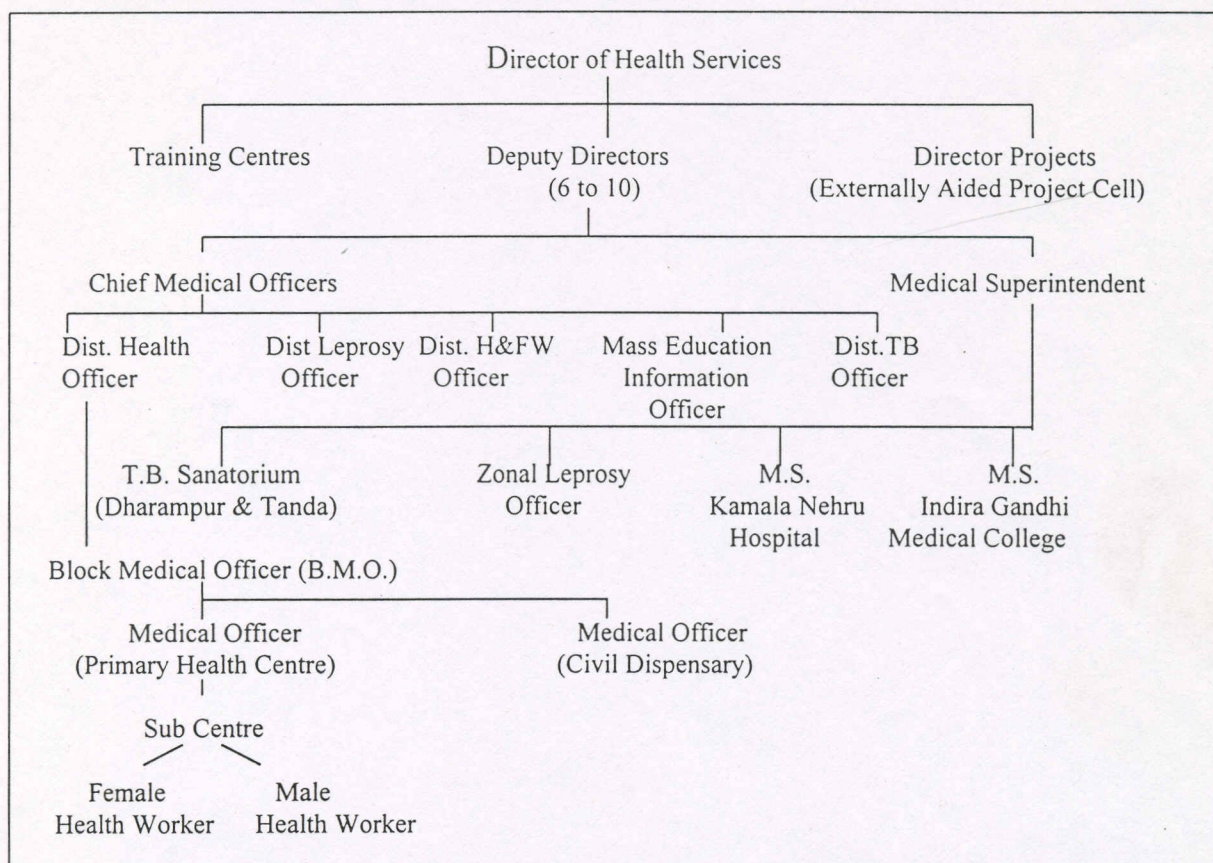 Director of Health Services
Training Centres
Deputy Directors
(6 to 10)
Director Projects
(Externally Aided Project Cell)
Chief Medical Officers
Medical Superintendent
Dist. Health
Officer
Dist Leprosy
Officer
Dist. H&FW
Officer
Mass Education
Information
Officer
Dist.TB
Officer
T.B. Sanatorium
(Dharampur & Tanda)
Zonal Leprosy
Officer
M.S.
Kamala Nehru
Hospital
M.S.
Indira Gandhi
Medical College
Block Medical Officer (B.M.O.)
Medical Officer
(Primary Health Centre)
Medical Officer
(Civil Dispensary)
Sub Centre
Female
Health Worker
Male
Health Worker